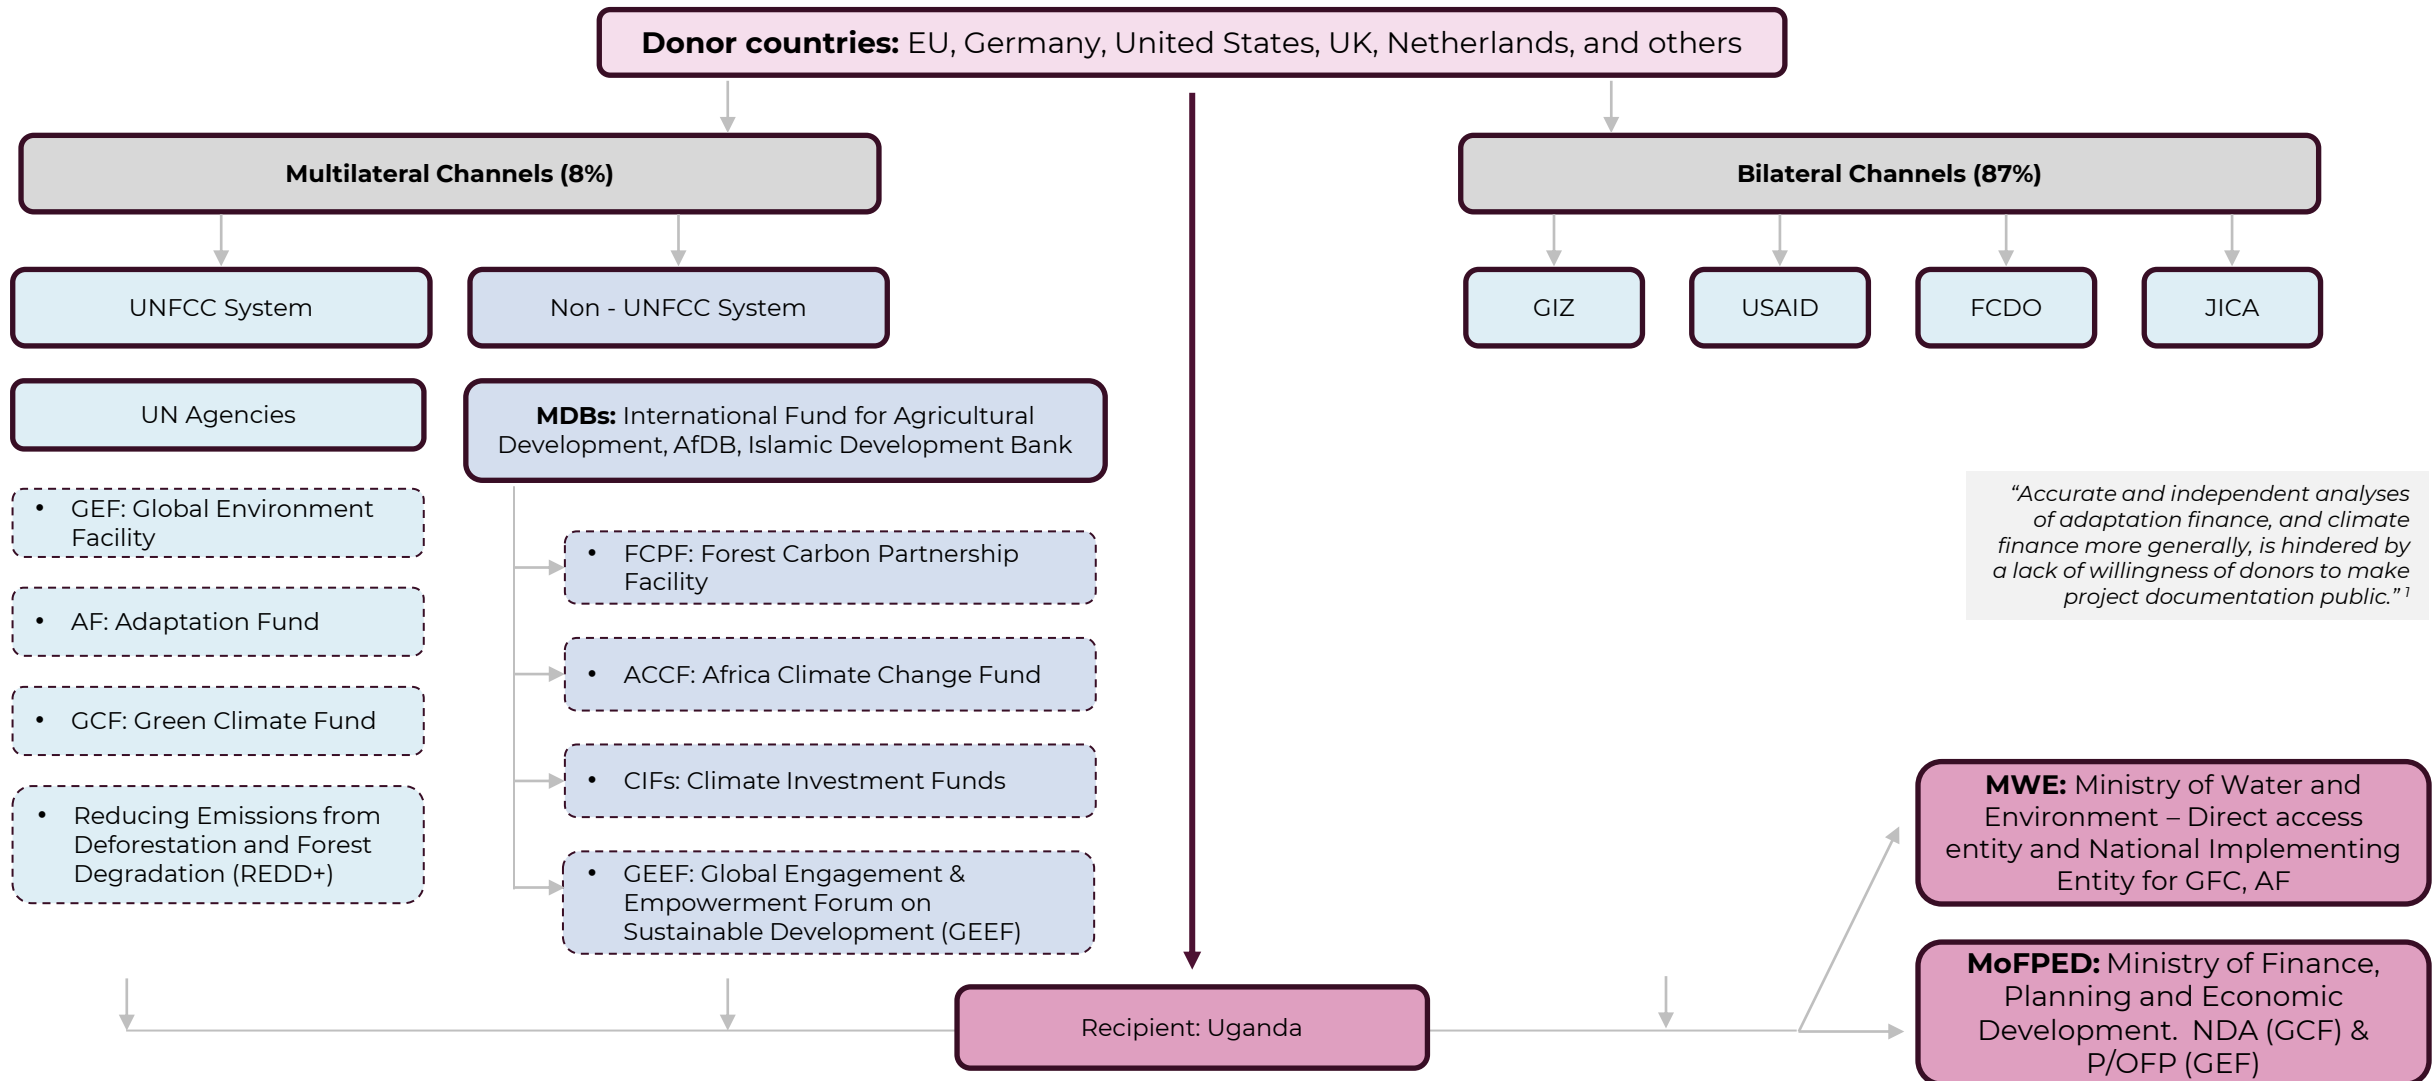 Donor countries: EU, Germany, United States, UK, Netherlands, and others
Multilateral Channels (8%)
Bilateral Channels (87%)
UNFCC System
Non - UNFCC System
GIZ
USAID
FCDO
JICA
UN Agencies
MDBs: International Fund for Agricultural
Development, AfDB, Islamic Development Bank
• GEF: Global Environment
Facility
• AF: Adaptation Fund
• GCF: Green Climate Fund
• Reducing Emissions from
Deforestation and Forest
Degradation (REDD+)
• FCPF: Forest Carbon Partnership
Facility
• ACCF: Africa Climate Change Fund
• CIFs: Climate Investment Funds
• GEEF: Global Engagement &
Empowerment Forum on
Sustainable Development (GEEF)
“Accurate and independent analyses
of adaptation finance, and climate
finance more generally, is hindered by
a lack of willingness of donors to make
project documentation public.” 1
MWE: Ministry of Water and
Environment – Direct access
entity and National Implementing
Entity for GFC, AF
MoFPED: Ministry of Finance,
Planning and Economic
Development. NDA (GCF) &
P/OFP (GEF)
Recipient: Uganda